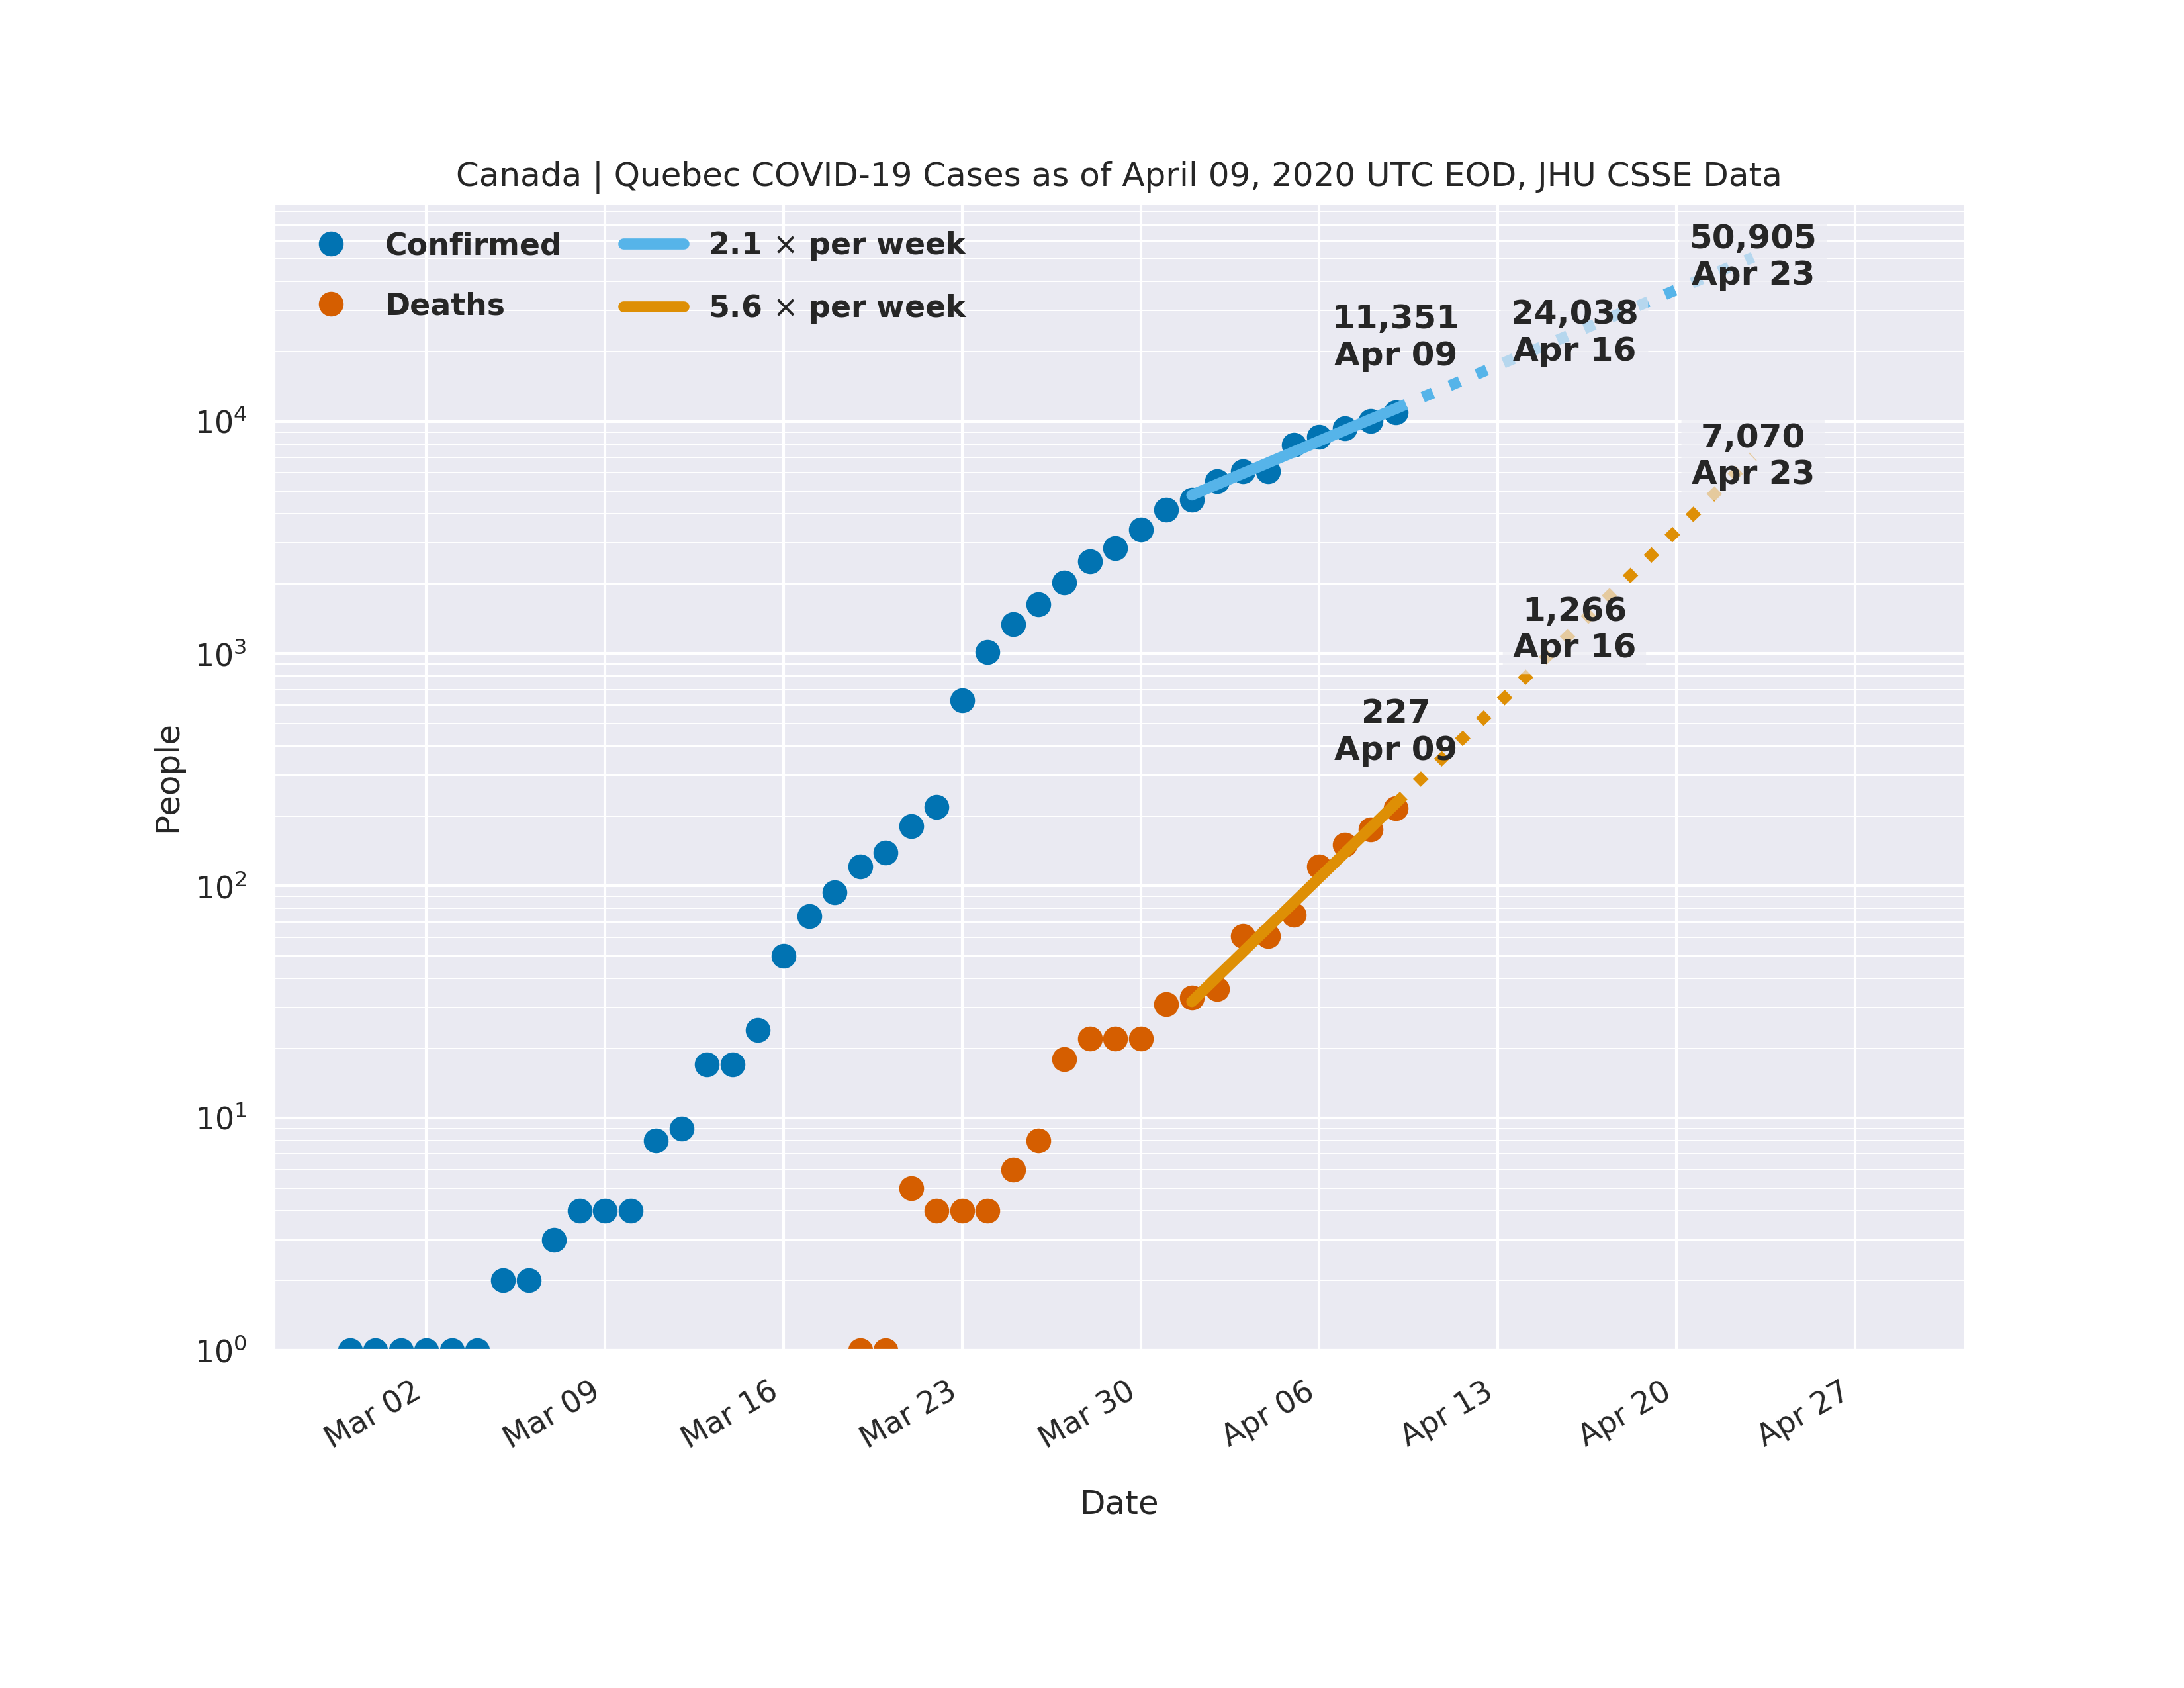 Canada | Quebec COVID-19 Cases as of April 09, 2020 UTC EOD, JHU CSSE Data
Confirmed
Deaths
2.1 × per week
5.6 × per week
50,905
Apr 23
11,351
Apr 09
24,038
Apr 16
7,070
Apr 23
1,266
Apr 16
227
Apr 09
People
10⁴
10³
10²
10¹
10⁰
Mar 02
Mar 09
Mar 16
Mar 23
Mar 30
Apr 06
Apr 13
Apr 20
Apr 27
Date